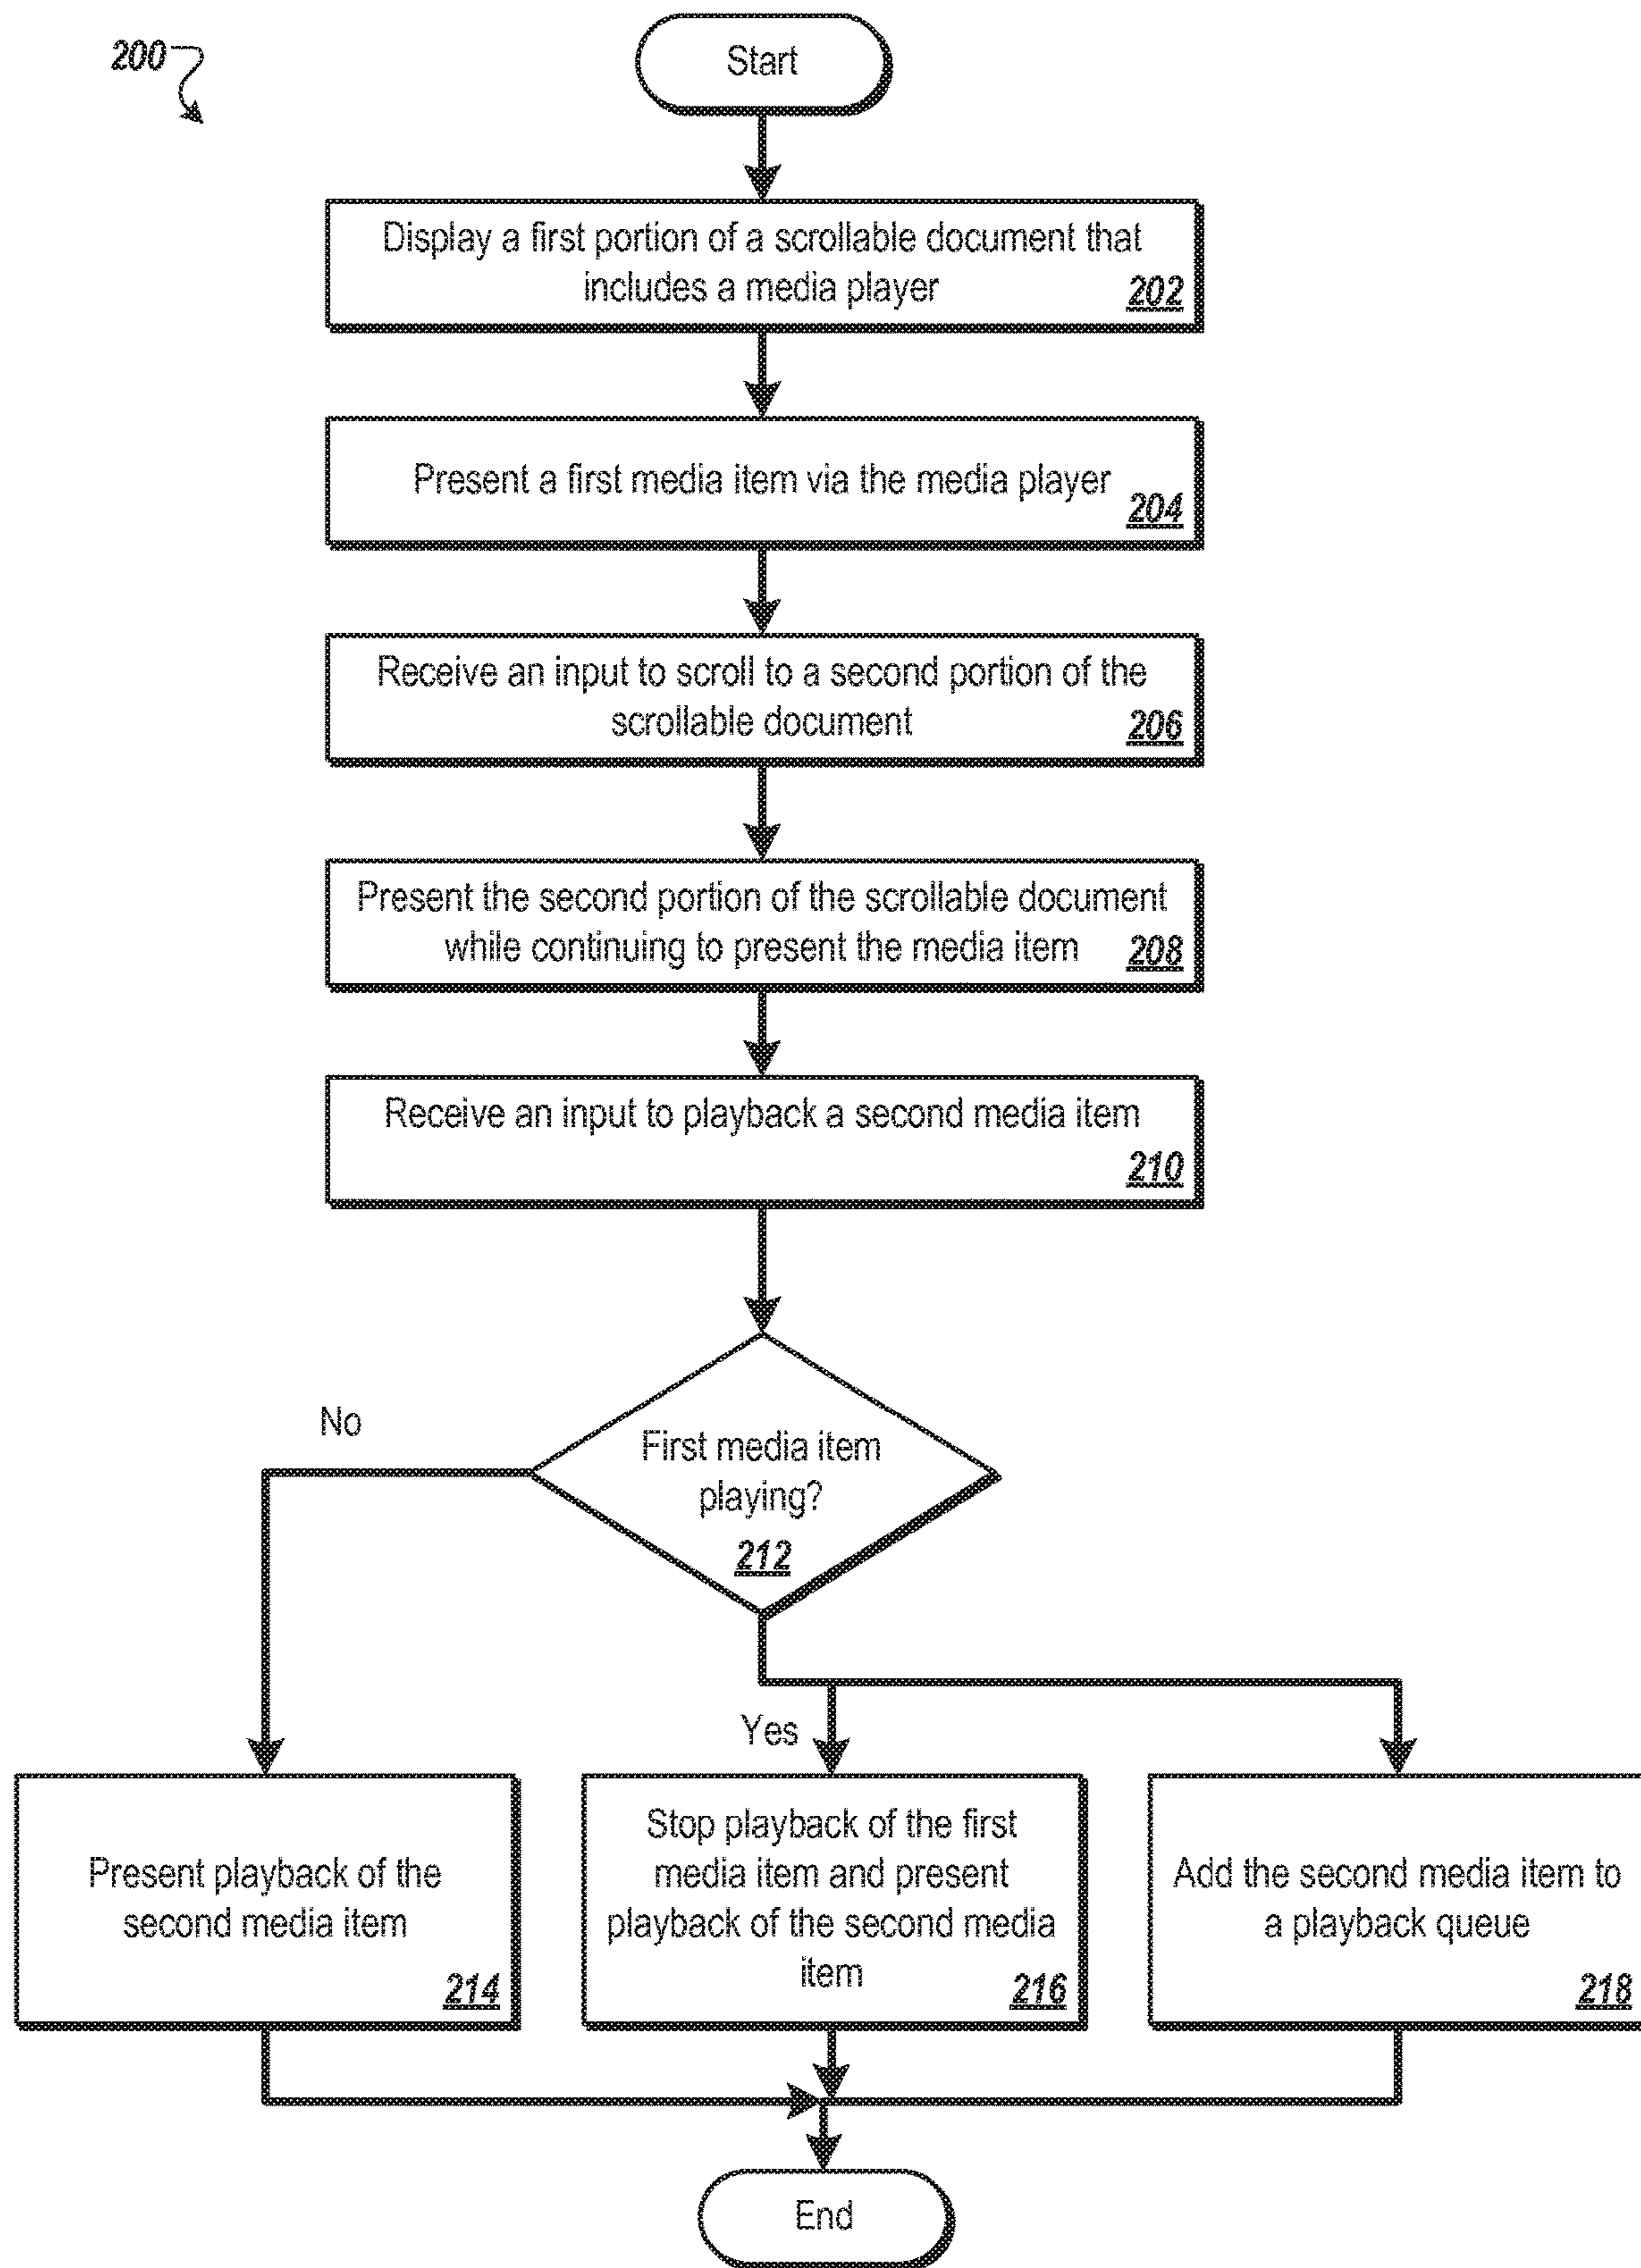 200
Start
Display a first portion of a scrollable document that
includes a media player
202
Present a first media item via the media player
204
Receive an input to scroll to a second portion of the
scrollable document
206
Present the second portion of the scrollable document
while continuing to present the media item
208
Receive an input to playback a second media item
210
No
First media item
playing?
212
Yes
Present playback of the
second media item
214
Stop playback of the first
media item and present
playback of the second media
item
216
Add the second media item to
a playback queue
218
End